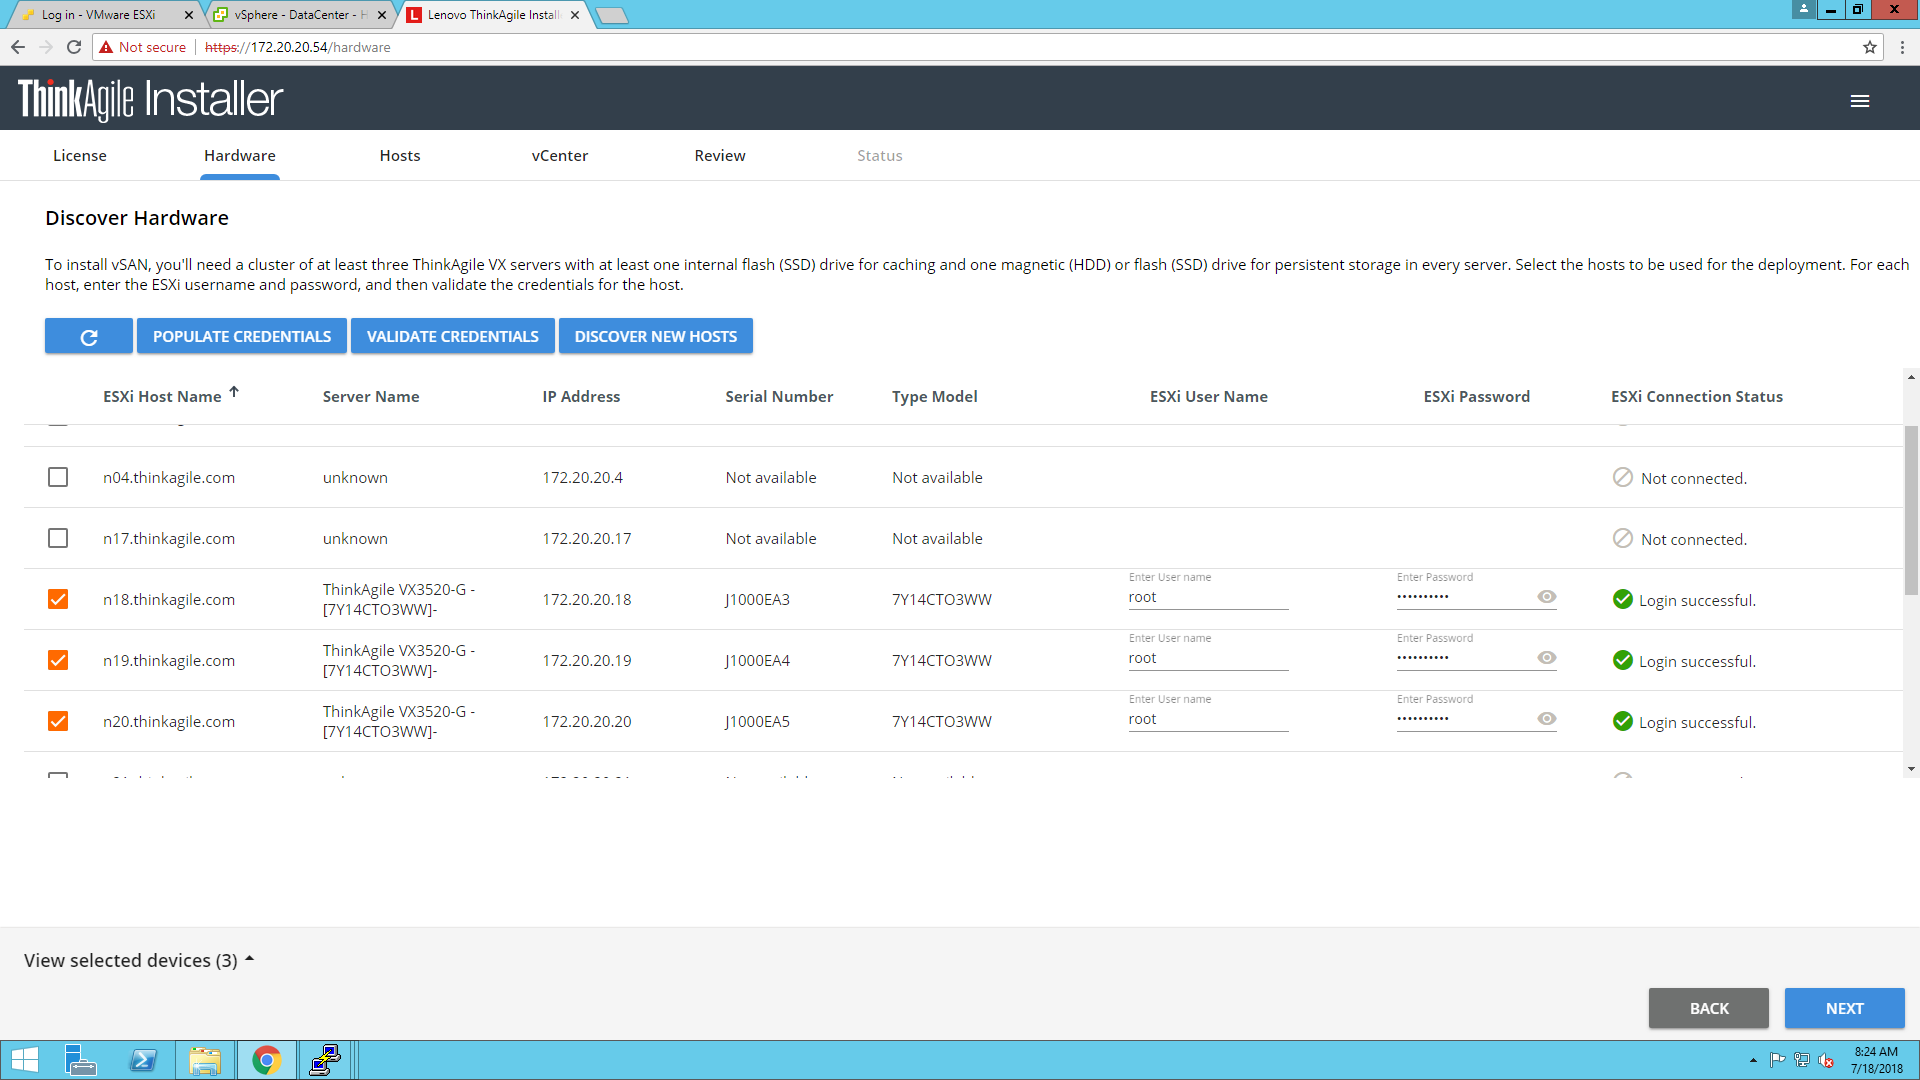 Log in - VMware ESXi
vSphere - DataCenter - H
Lenovo ThinkAgile Install
Not secure
https://172.20.20.54/hardware
ThinkAgile Installer
License
Hardware
Hosts
vCenter
Review
Status
Discover Hardware
To install vSAN, you'll need a cluster of at least three ThinkAgile VX servers with at least one internal flash (SSD) drive for caching and one magnetic (HDD) or flash (SSD) drive for persistent storage in every server. Select the hosts to be used for the deployment. For each
host, enter the ESXi username and password, and then validate the credentials for the host.
POPULATE CREDENTIALS
VALIDATE CREDENTIALS
DISCOVER NEW HOSTS
ESXi Host Name
Server Name
IP Address
Serial Number
Type Model
ESXi User Name
ESXi Password
ESXi Connection Status
n04.thinkagile.com
unknown
172.20.20.4
Not available
Not available
Not connected.
n17.thinkagile.com
unknown
172.20.20.17
Not available
Not available
Not connected.
n18.thinkagile.com
ThinkAgile VX3520-G -
[7Y14CTO3WW]-
172.20.20.18
J1000EA3
7Y14CTO3WW
Enter User name
root
Enter Password
••••••••••
Login successful.
n19.thinkagile.com
ThinkAgile VX3520-G -
[7Y14CTO3WW]-
172.20.20.19
J1000EA4
7Y14CTO3WW
Enter User name
root
Enter Password
••••••••••
Login successful.
n20.thinkagile.com
ThinkAgile VX3520-G -
[7Y14CTO3WW]-
172.20.20.20
J1000EA5
7Y14CTO3WW
Enter User name
root
Enter Password
••••••••••
Login successful.
View selected devices (3)
BACK
NEXT
8:24 AM
7/18/2018